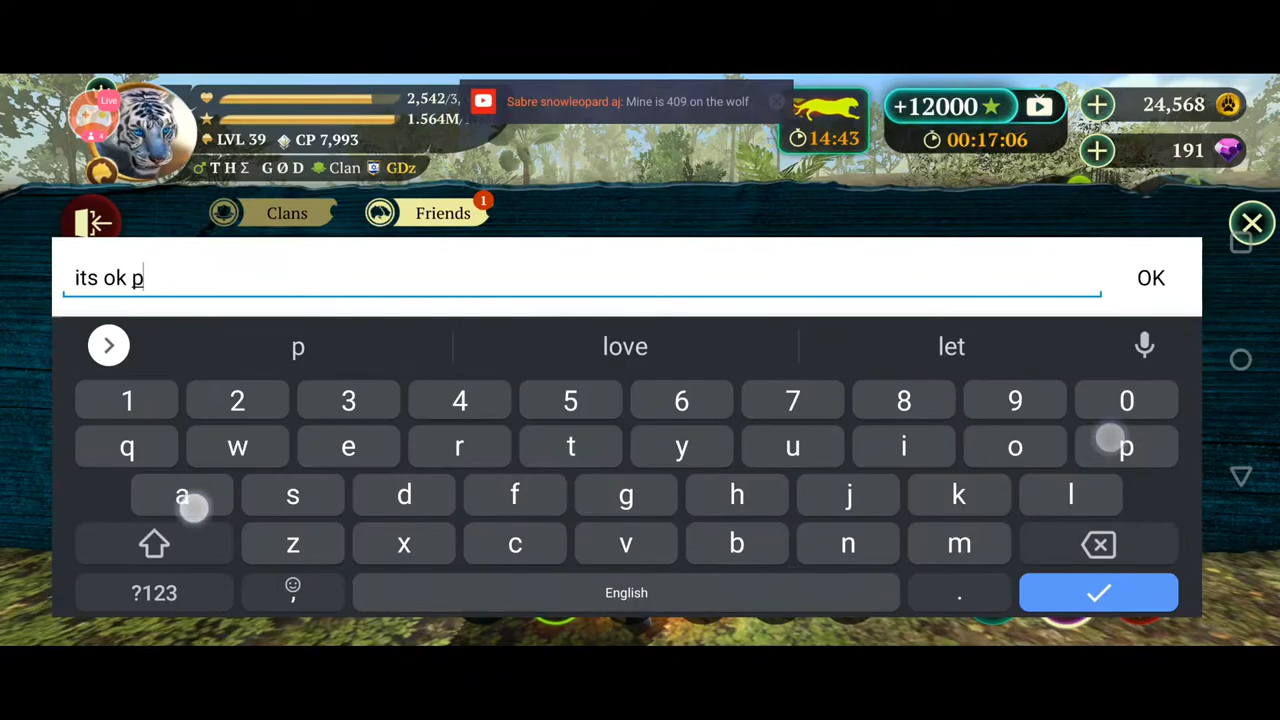 Live
4
2,542/3,
1.564M/
LVL 39 CP 7,993
T H Σ G Ø D Clan GDz
Sabre snowleopard aj: Mine is 409 on the wolf
14:43
+12000
00:17:06
24,568
191
Clans
Friends
1
its ok p
OK
p love let
1 2 3 4 5 6 7 8 9 0
q w e r t y u i o p
a s d f g h j k l
z x c v b n m
?123 , English .